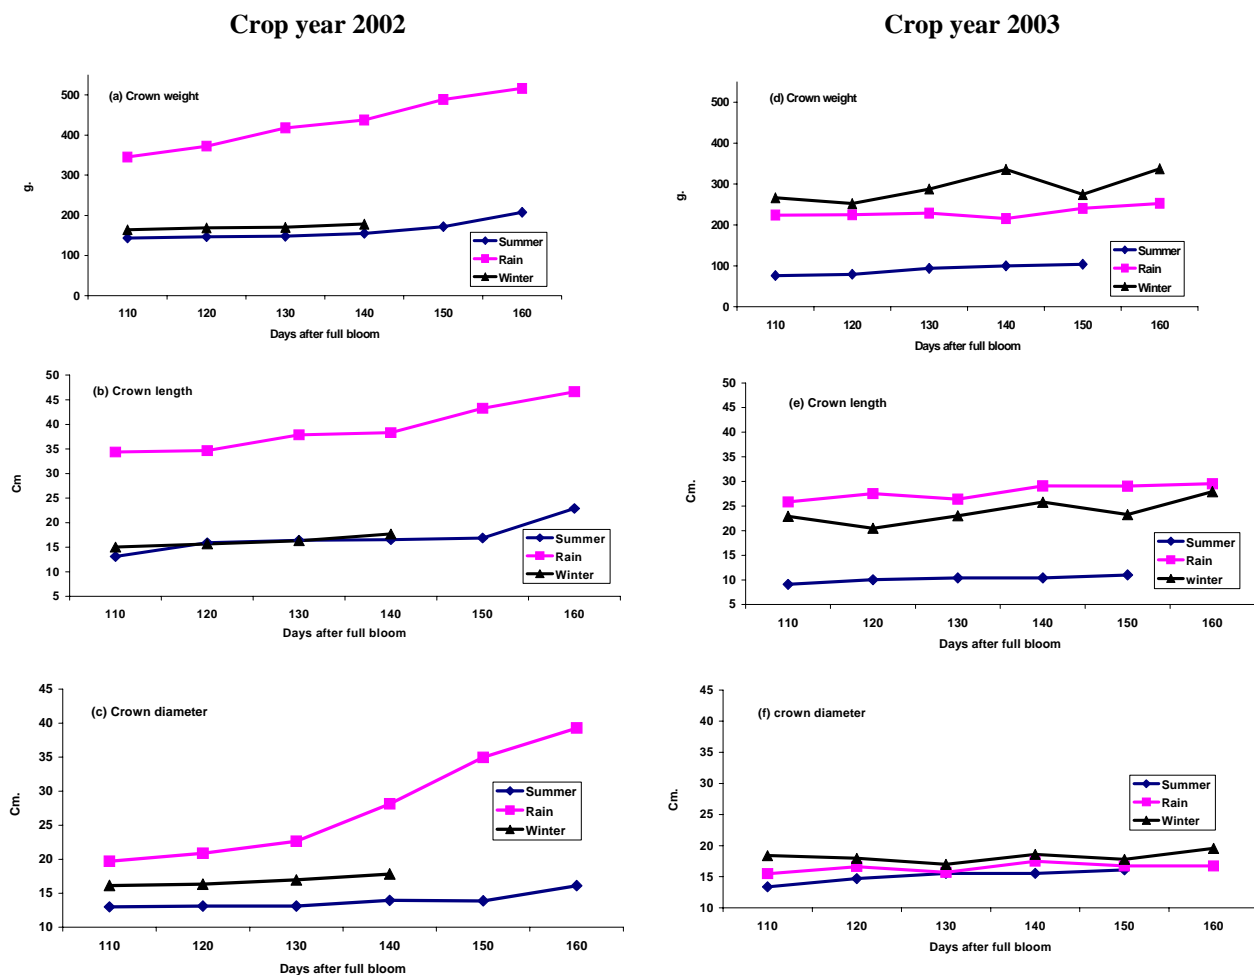 Crop year 2002
Crop year 2003
(a) Crown weight
500
400
300
200
100
0
g.
110 120 130 140 150 160
Days after full bloom
Summer
Rain
Winter
(d) Crown weight
500
400
300
200
100
0
g.
110 120 130 140 150 160
Days after full bloom
Summer
Rain
Winter
(b) Crown length
50
45
40
35
30
25
20
15
10
5
Cm
110 120 130 140 150 160
Days after full bloom
Summer
Rain
Winter
(e) Crown length
50
45
40
35
30
25
20
15
10
5
Cm.
110 120 130 140 150 160
Days after full bloom
Summer
Rain
winter
(c) Crown diameter
45
40
35
30
25
20
15
10
Cm.
110 120 130 140 150 160
Days after full bloom
Summer
Rain
Winter
(f) crown diameter
45
40
35
30
25
20
15
10
Cm.
110 120 130 140 150 160
Days after full bloom
Summer
Rain
Winter